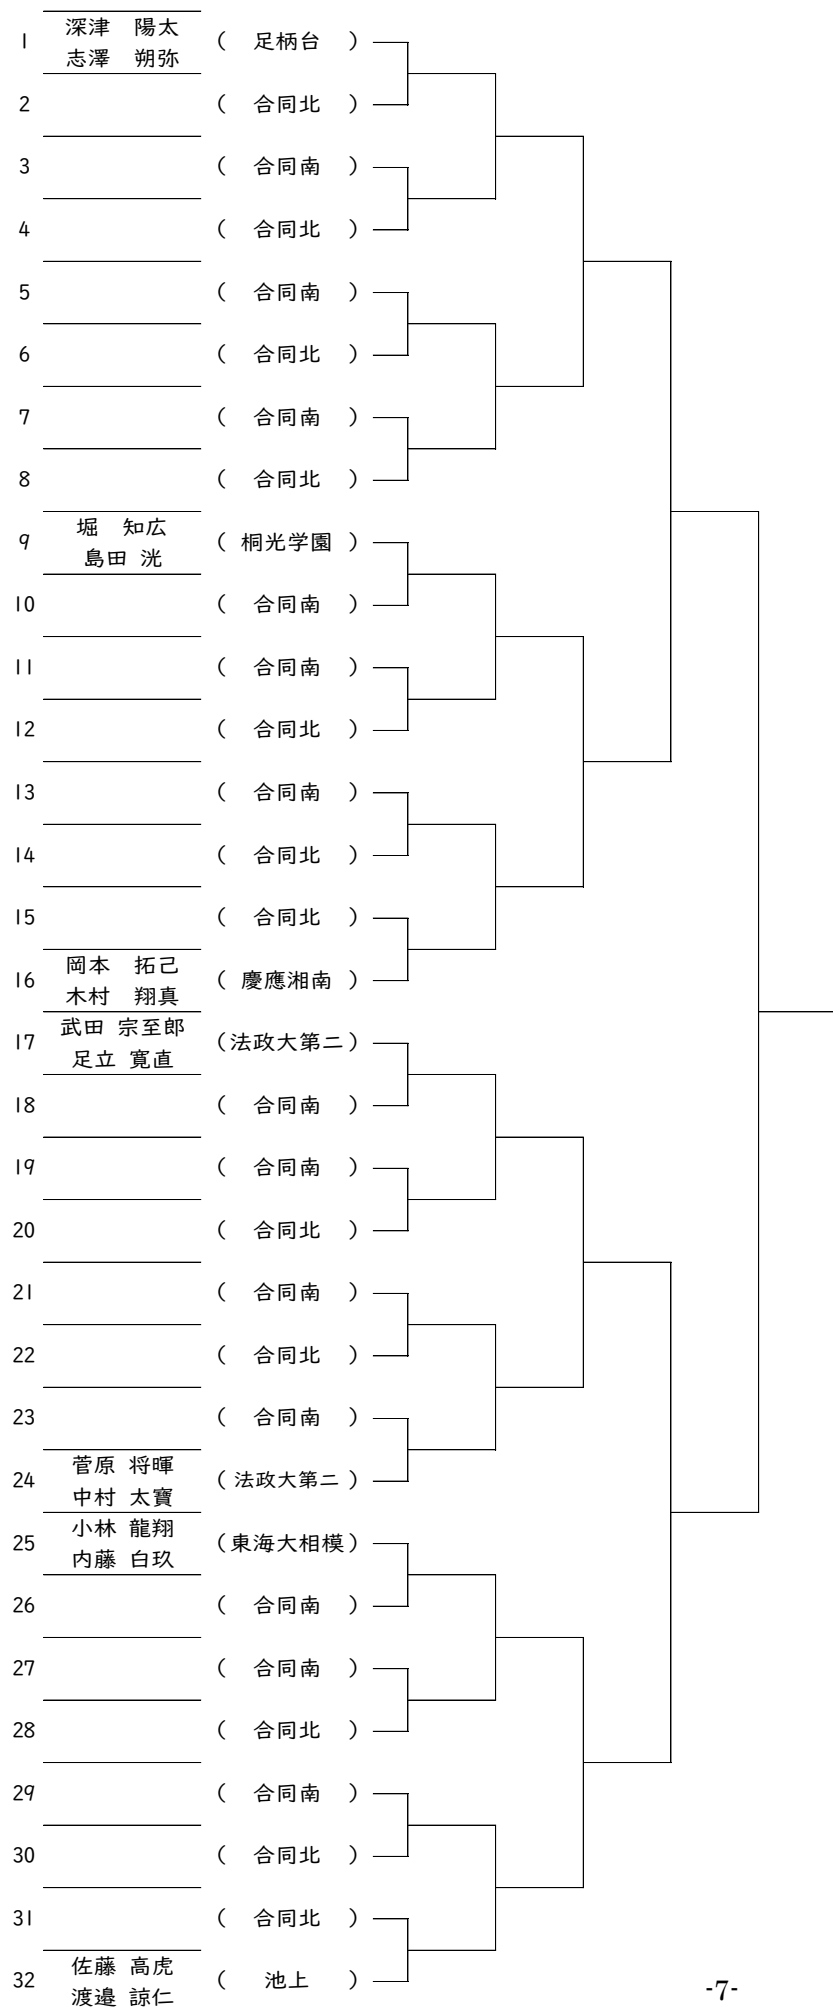 深津　陽太
1 （　足柄台　）
志澤　朔弥
2 （　合同北　）
3 （　合同南　）
4 （　合同北　）
5 （　合同南　）
6 （　合同北　）
7 （　合同南　）
8 （　合同北　）
堀　知広
9 （ 桐光学園 ）
島田 洸
10 （　合同南　）
11 （　合同南　）
12 （　合同北　）
13 （　合同南　）
14 （　合同北　）
15 （　合同北　）
岡本　拓己
16 （ 慶應湘南 ）
木村　翔真
武田 宗至郎
17 （法政大第二）
足立 寛直
18 （　合同南　）
19 （　合同南　）
20 （　合同北　）
21 （　合同南　）
22 （　合同北　）
23 （　合同南　）
菅原 将暉
24 （法政大第二）
中村 太寶
小林 龍翔
25 （東海大相模）
内藤 白玖
26 （　合同南　）
27 （　合同南　）
28 （　合同北　）
29 （　合同南　）
30 （　合同北　）
31 （　合同北　）
佐藤 高虎
32 （　池上　）
渡邉 諒仁
-7-